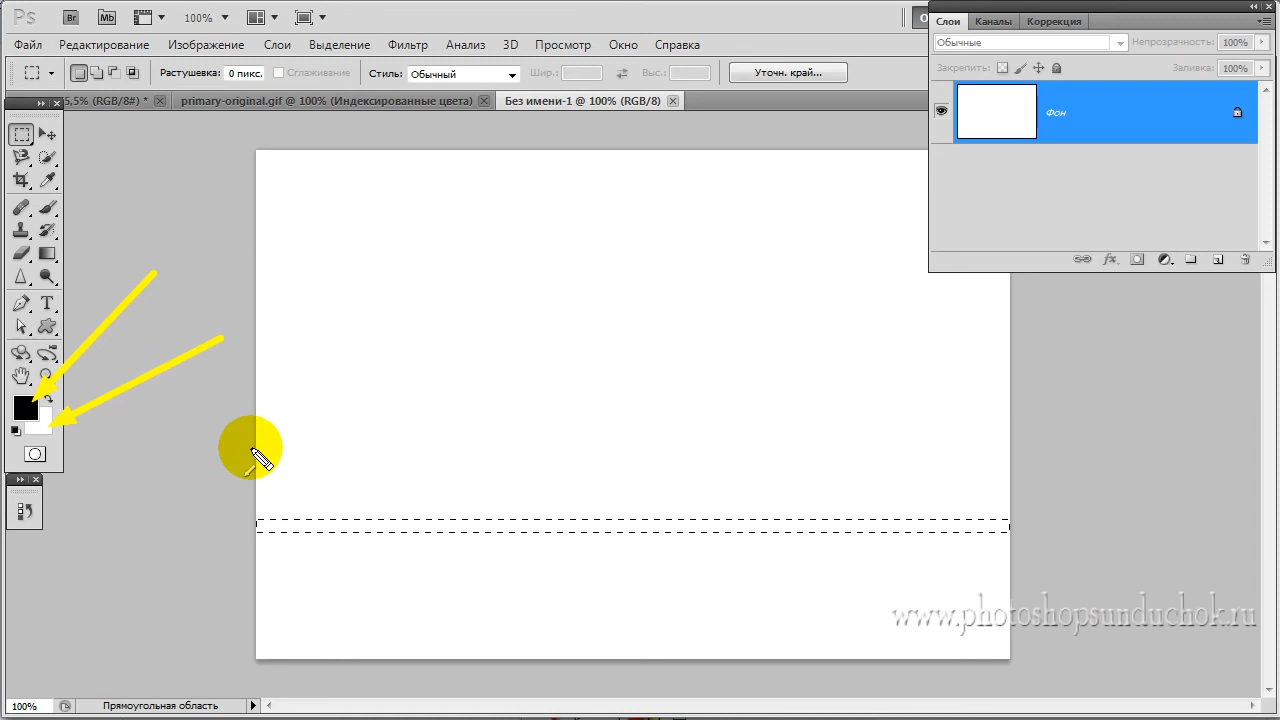 Ps Br Mb 100%
Файл Редактирование Изображение Слои Выделение Фильтр Анализ 3D Просмотр Окно Справка
Растушевка: 0 пикс. Сглаживание Стиль: Обычный Шир.: Выс.: Уточн. край...
5,5% (RGB/8#) * primary-original.gif @ 100% (Индексированные цвета) Без имени-1 @ 100% (RGB/8)
Слои Каналы Коррекция
Обычные Непрозрачность: 100%
Закрепить: Заливка: 100%
Фон
fx
T
www.photoshopsunduchok.ru
100% Прямоугольная область